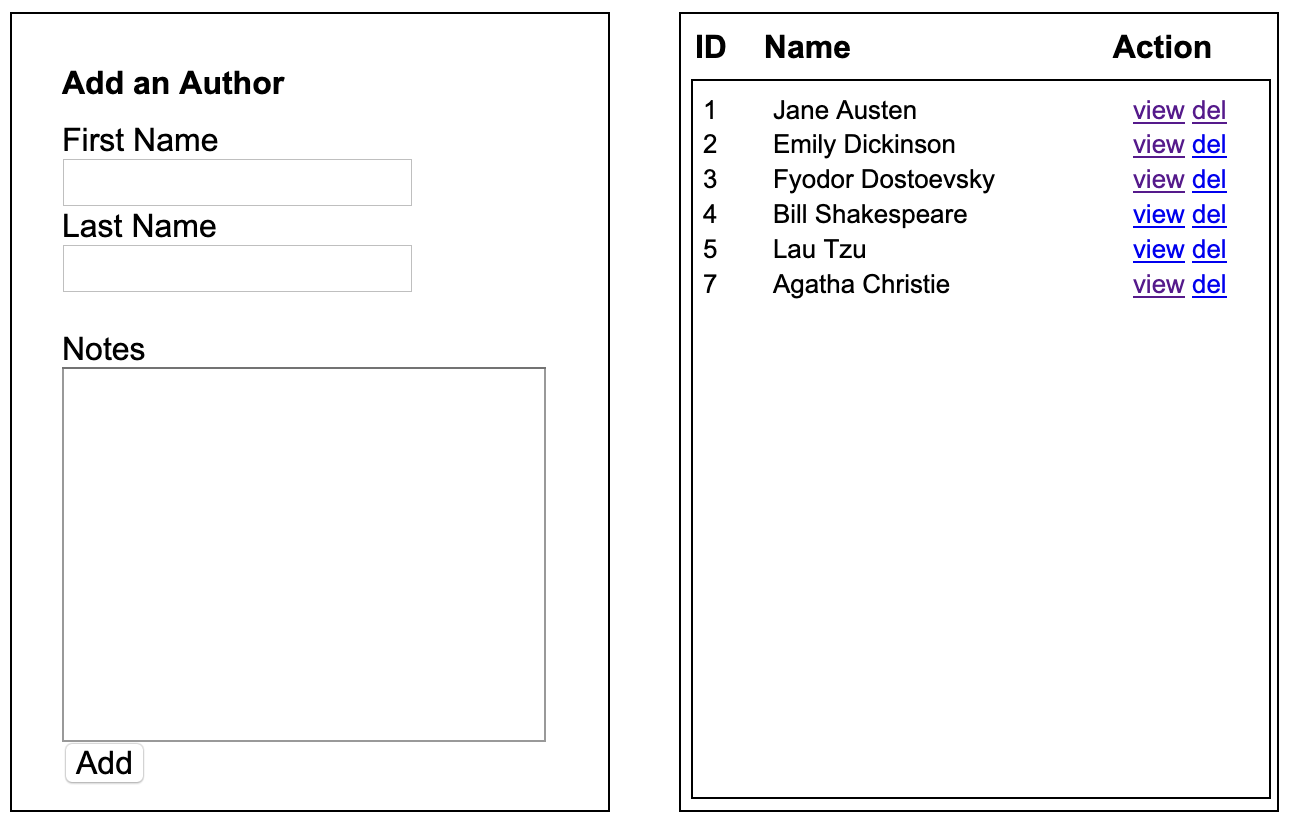 Add an Author
First Name
Last Name
Notes
Add
ID Name Action
1 Jane Austen view del
2 Emily Dickinson view del
3 Fyodor Dostoevsky view del
4 Bill Shakespeare view del
5 Lau Tzu view del
7 Agatha Christie view del